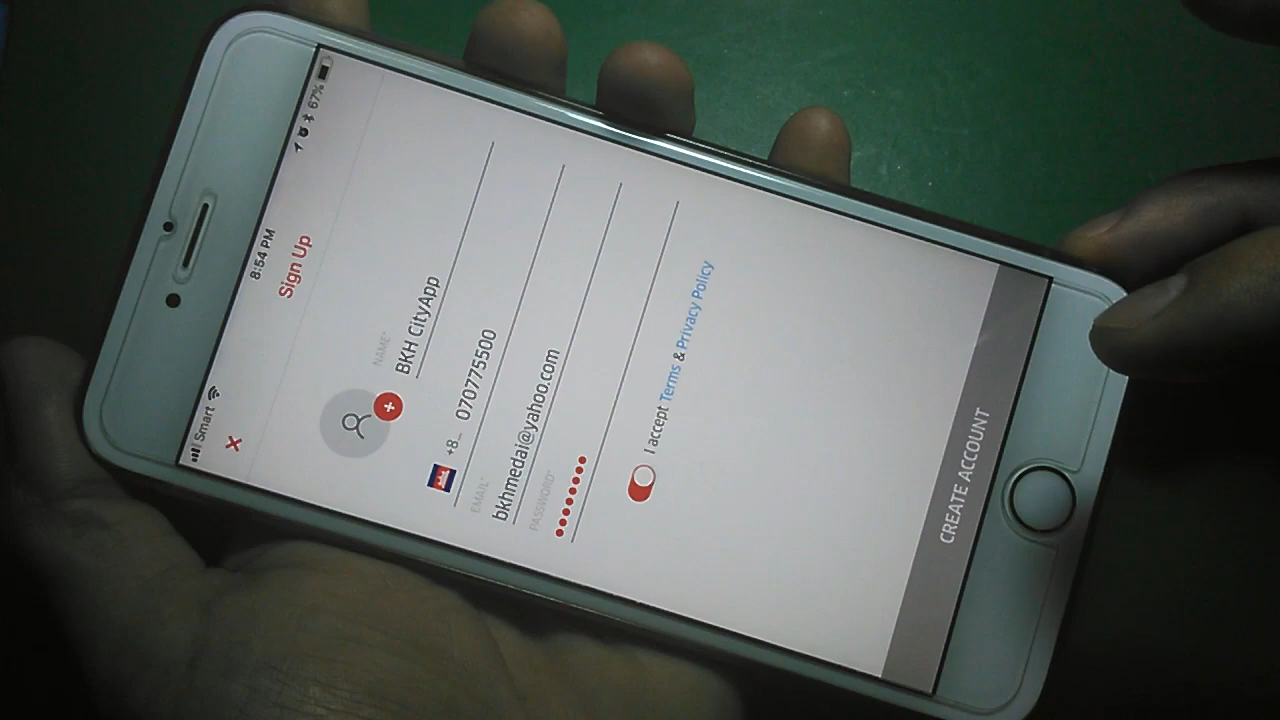 Smart 8:54 PM 67%
Sign Up
NAME*
BKH CityApp
+8... 070775500
EMAIL*
bkhmedai@yahoo.com
PASSWORD*
I accept Terms & Privacy Policy
CREATE ACCOUNT